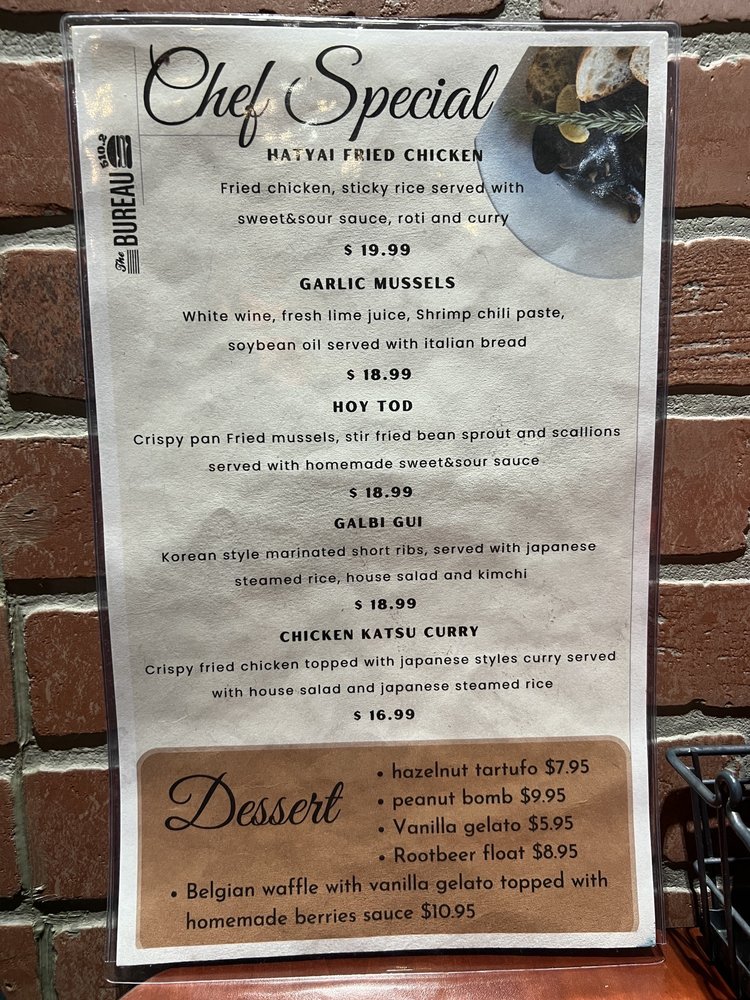 Chef Special
The BUREAU 510.2
HATYAI FRIED CHICKEN
Fried chicken, sticky rice served with
sweet&sour sauce, roti and curry
$ 19.99
GARLIC MUSSELS
White wine, fresh lime juice, Shrimp chili paste,
soybean oil served with italian bread
$ 18.99
HOY TOD
Crispy pan Fried mussels, stir fried bean sprout and scallions
served with homemade sweet&sour sauce
$ 18.99
GALBI GUI
Korean style marinated short ribs, served with japanese
steamed rice, house salad and kimchi
$ 18.99
CHICKEN KATSU CURRY
Crispy fried chicken topped with japanese styles curry served
with house salad and japanese steamed rice
$ 16.99
Dessert
• hazelnut tartufo $7.95
• peanut bomb $9.95
• Vanilla gelato $5.95
• Rootbeer float $8.95
• Belgian waffle with vanilla gelato topped with
homemade berries sauce $10.95